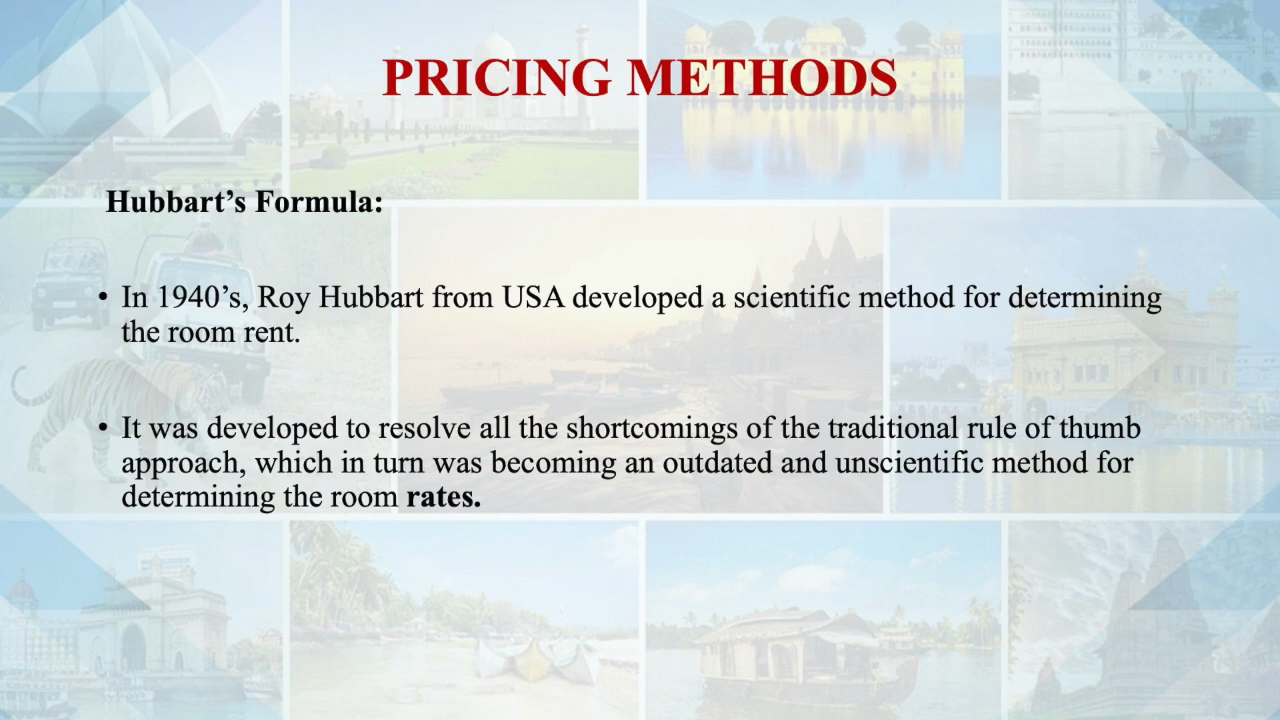 PRICING METHODS
Hubbart’s Formula:
• In 1940’s, Roy Hubbart from USA developed a scientific method for determining
the room rent.
• It was developed to resolve all the shortcomings of the traditional rule of thumb
approach, which in turn was becoming an outdated and unscientific method for
determining the room rates.